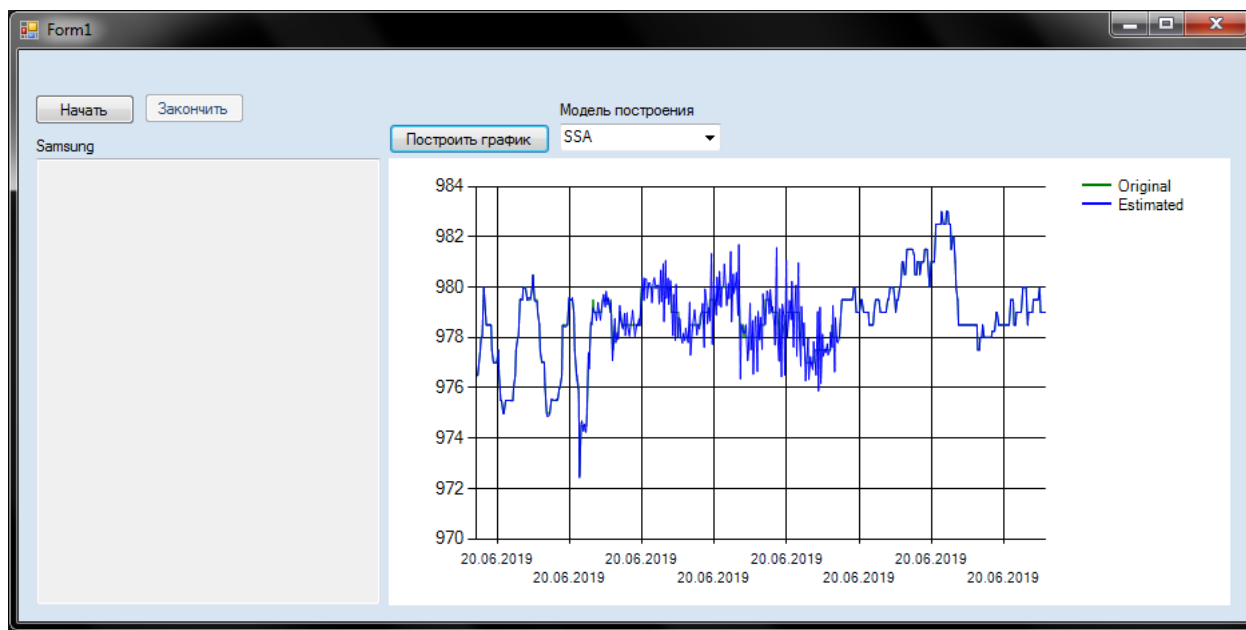 Form1
Начать
Закончить
Samsung
Модель построения
Построить график
SSA
984
982
980
978
976
974
972
970
20.06.2019
20.06.2019
20.06.2019
20.06.2019
20.06.2019
20.06.2019
20.06.2019
20.06.2019
Original
Estimated